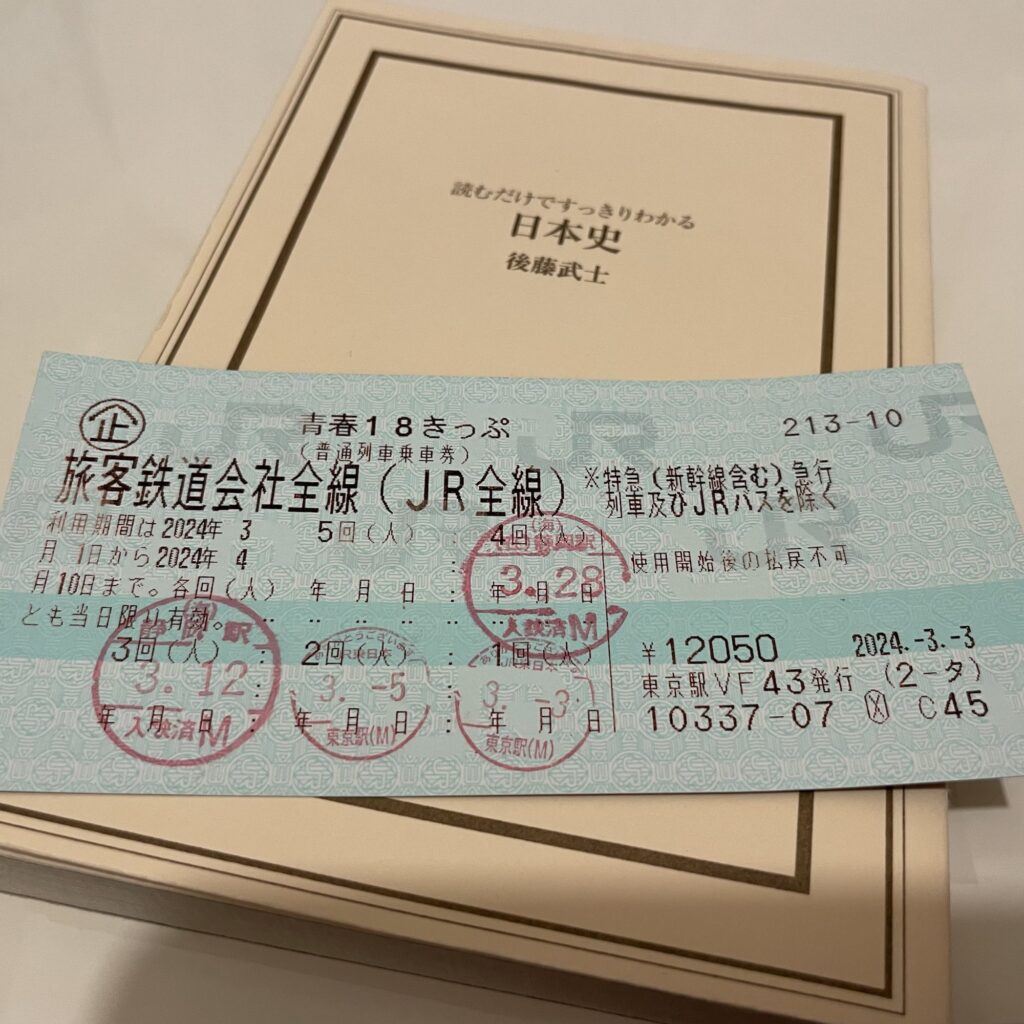 読むだけですっきりわかる
日本史
後藤武士
企
青春18きっぷ
213-10
(普通列車乗車券)
旅客鉄道会社全線(JR全線)
※特急(新幹線含む)急行
列車及びJRバスを除く
利用期間は2024年 3
月 1日から2024年 4
月10日まで。各回(人)
とも当日限り有効。
5回(人) : 4回(人)
年 月 日 : 年 月 日
使用開始後の払戻不可
3.28
入鋏済M
3回(人) : 2回(人) : 1回(人)
年 月 日 : 年 月 日 : 年 月 日
駅
3.12
入鋏済M
JR東日本
3.-5
東京駅(M)
3.-3
東京駅(M)
¥12050
2024.-3.-3
東京駅VF43発行 (2-タ)
10337-07 C45